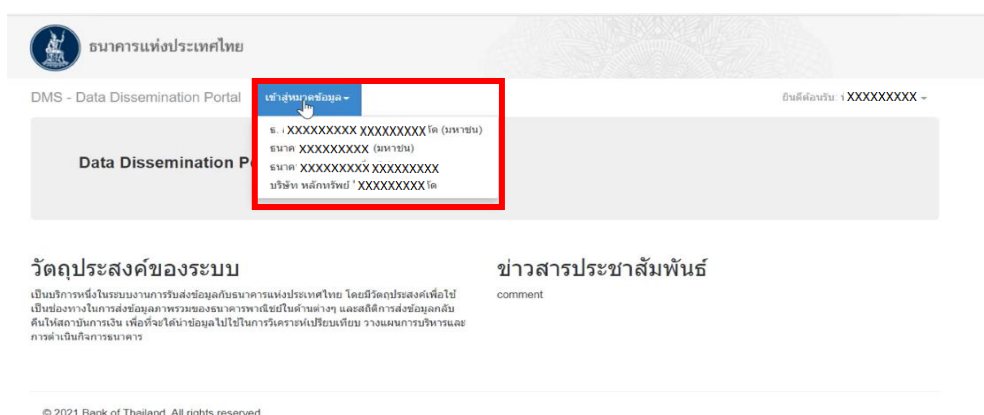 ธนาคารแห่งประเทศไทย
DMS - Data Dissemination Portal เข้าสู่หมวดข้อมูล ยินดีต้อนรับ: XXXXXXXXX
ธ. XXXXXXXXX XXXXXXXXX (มหาชน)
ธนาค XXXXXXXXX (มหาชน)
ธนาค XXXXXXXXX XXXXXXXXX
บริษัท หลักทรัพย์ XXXXXXXXX
Data Dissemination P
วัตถุประสงค์ของระบบ
เป็นบริการหนึ่งในระบบงานการรับส่งข้อมูลกับธนาคารแห่งประเทศไทย โดยมีวัตถุประสงค์เพื่อใช้
เป็นช่องทางในการส่งข้อมูลภาพรวมของธนาคารพาณิชย์ในด้านต่างๆ และสถิติการส่งข้อมูลกลับ
คืนให้สถาบันการเงิน เพื่อที่จะได้นำข้อมูลไปใช้ในการวิเคราะห์เปรียบเทียบ วางแผนการบริหารและ
การดำเนินกิจการธนาคาร
ข่าวสารประชาสัมพันธ์
comment
© 2021 Bank of Thailand. All rights reserved.